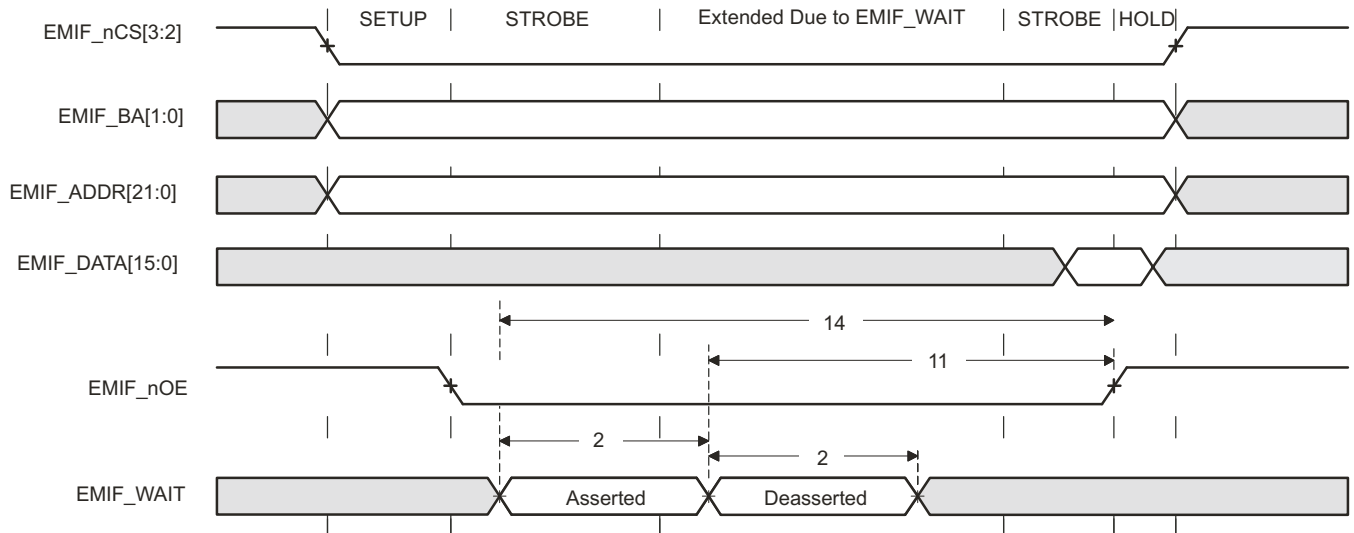 SETUP STROBE Extended Due to EMIF_WAIT STROBE HOLD
EMIF_nCS[3:2]
EMIF_BA[1:0]
EMIF_ADDR[21:0]
EMIF_DATA[15:0]
14
11
EMIF_nOE
2
2
EMIF_WAIT Asserted Deasserted